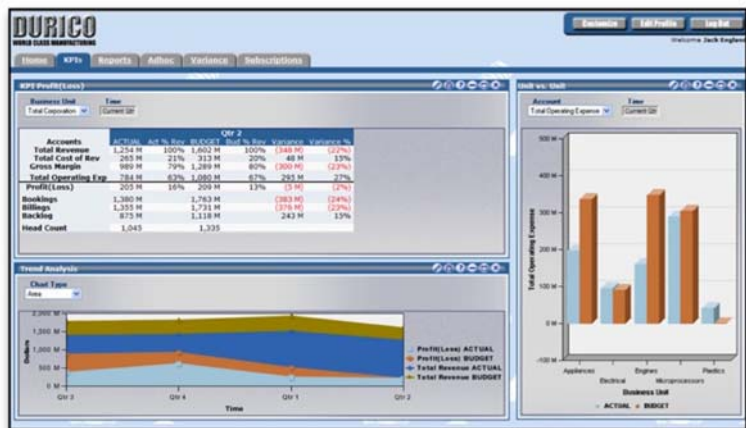 DURICO
WORLD CLASS MANUFACTURING
Customize Edit Profile Log Out
Welcome Jack England
Home KPIs Reports Adhoc Variance Subscriptions
KPI Profit(Loss)
Business Unit Time
Total Corporation Current Qtr
Qtr 2
Accounts ACTUAL Act % Rev BUDGET Bud % Rev Variance Variance %
Total Revenue 1,254 M 100% 1,602 M 100% (348 M) (22%)
Total Cost of Rev 265 M 21% 313 M 20% 48 M 15%
Gross Margin 989 M 79% 1,289 M 80% (300 M) (23%)
Total Operating Exp 784 M 63% 1,080 M 67% 295 M 27%
Profit(Loss) 205 M 16% 209 M 13% (5 M) (2%)
Bookings 1,380 M 1,763 M (383 M) (24%)
Billings 1,355 M 1,731 M (376 M) (23%)
Backlog 875 M 1,118 M 243 M 15%
Head Count 1,045 1,335
Trend Analysis
Chart Type
Area
2,000 M
1,500 M
1,000 M
500 M
0 M
Dollars
Qtr 3 Qtr 4 Qtr 1 Qtr 2
Time
Profit(Loss) ACTUAL
Profit(Loss) BUDGET
Total Revenue ACTUAL
Total Revenue BUDGET
Unit vs. Unit
Account Time
Total Operating Expense Current Qtr
500 M
400 M
300 M
200 M
100 M
0 M
-100 M
Total Operating Expense
Appliances Engines Plastics
Electrical Microprocessors
Business Unit
ACTUAL BUDGET